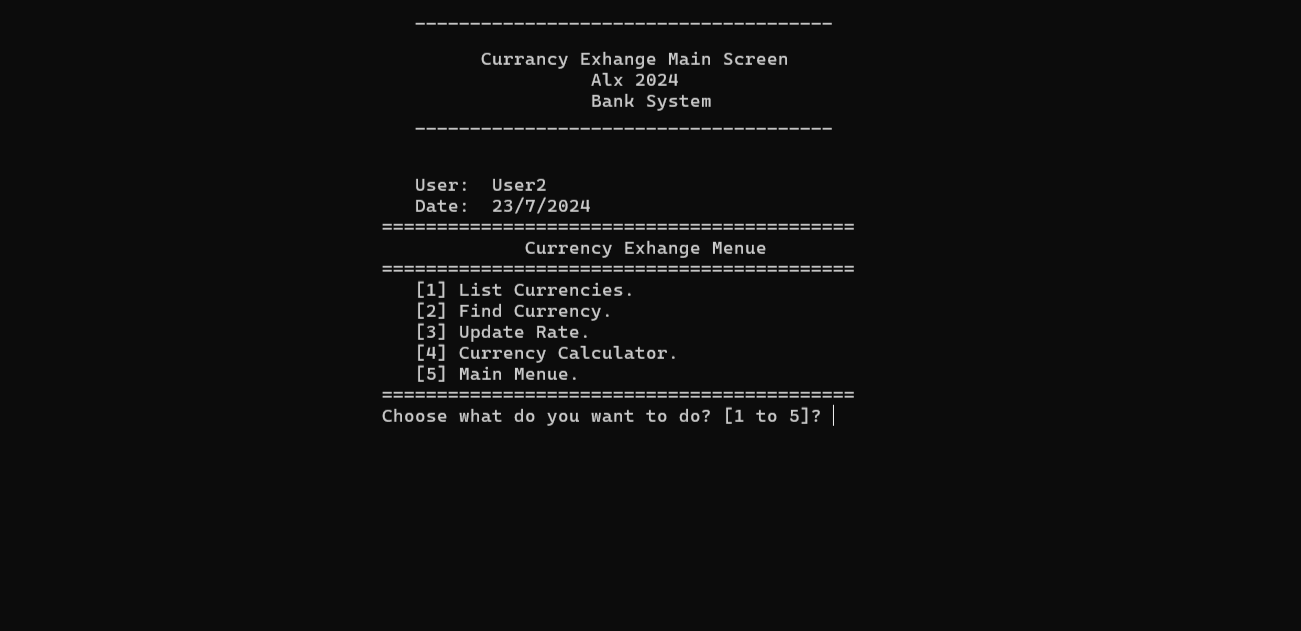 --------------------------------------
Currancy Exhange Main Screen
Alx 2024
Bank System
--------------------------------------
User:  User2
Date:  23/7/2024
===========================================
Currency Exhange Menue
===========================================
[1] List Currencies.
[2] Find Currency.
[3] Update Rate.
[4] Currency Calculator.
[5] Main Menue.
===========================================
Choose what do you want to do? [1 to 5]?